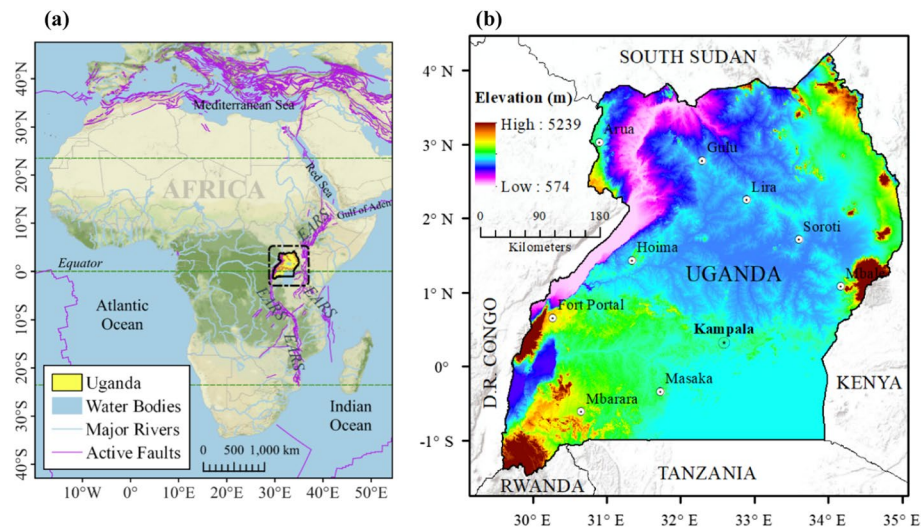 (a)
40°N
30°N
20°N
10°N
0°
10°S
20°S
30°S
40°S
Mediterranean Sea
AFRICA
Red Sea
Gulf of Aden
EARS
Equator
EARS
EARS
EARS
Atlantic
Ocean
Indian
Ocean
Uganda
Water Bodies
Major Rivers
Active Faults
0 500 1,000 km
10°W 0° 10°E 20°E 30°E 40°E 50°E
(b)
4° N
3° N
2° N
1° N
0°
-1° S
SOUTH SUDAN
Elevation (m)
High : 5239
Low : 574
0 90 180
Kilometers
Arua
Gulu
Lira
Soroti
Hoima
UGANDA
Mbale
Fort Portal
Kampala
D.R. CONGO
Masaka
Mbarara
KENYA
TANZANIA
RWANDA
30° E 31° E 32° E 33° E 34° E 35° E